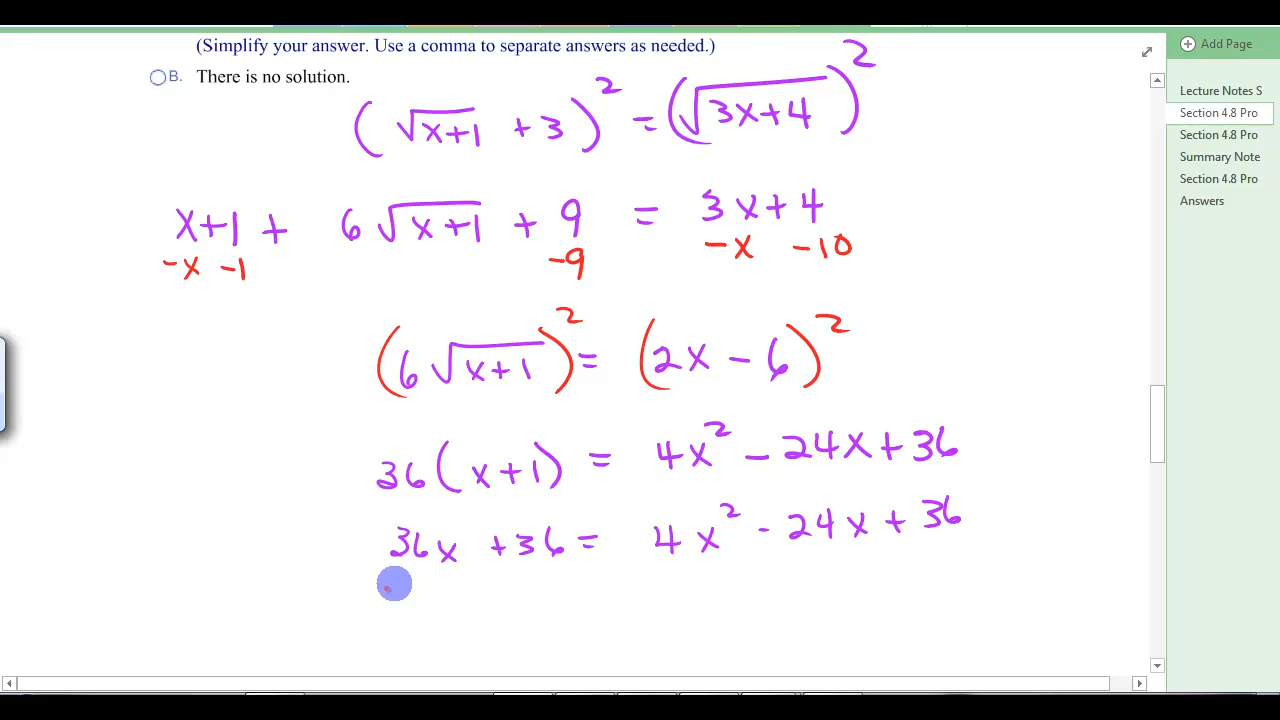 (Simplify your answer. Use a comma to separate answers as needed.)
B. There is no solution.
(√x+1 + 3)² = (√3x+4)²
x+1 + 6√x+1 + 9 = 3x+4
-x -1 -9 -x -10
(6√x+1)² = (2x - 6)²
36(x+1) = 4x² - 24x + 36
36x + 36 = 4x² - 24x + 36
Add Page
Lecture Notes S
Section 4.8 Pro
Section 4.8 Pro
Summary Note
Section 4.8 Pro
Answers